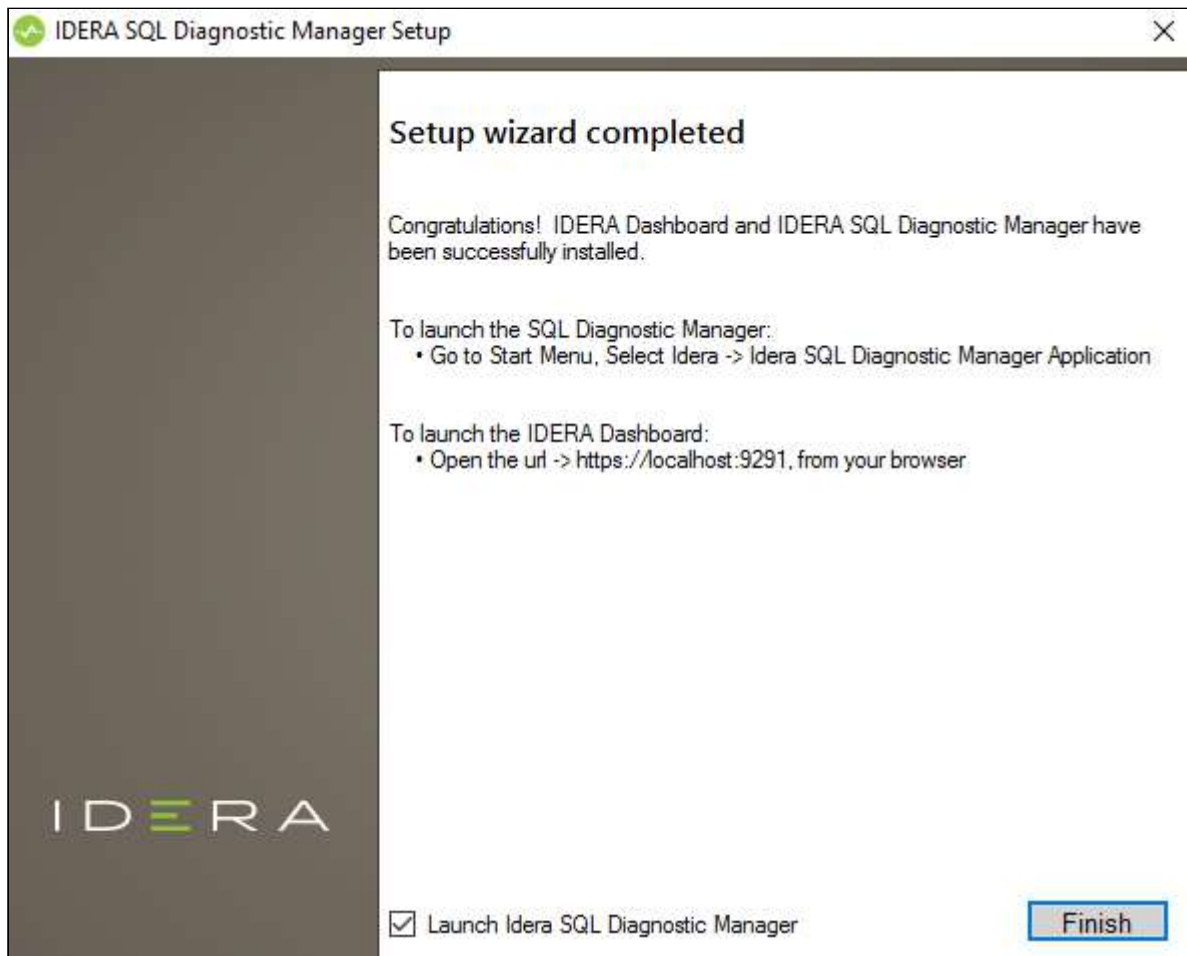 IDERA SQL Diagnostic Manager Setup
Setup wizard completed
Congratulations! IDERA Dashboard and IDERA SQL Diagnostic Manager have
been successfully installed.
To launch the SQL Diagnostic Manager:
• Go to Start Menu, Select Idera -> Idera SQL Diagnostic Manager Application
To launch the IDERA Dashboard:
• Open the url -> https://localhost:9291, from your browser
IDERA
Launch Idera SQL Diagnostic Manager
Finish